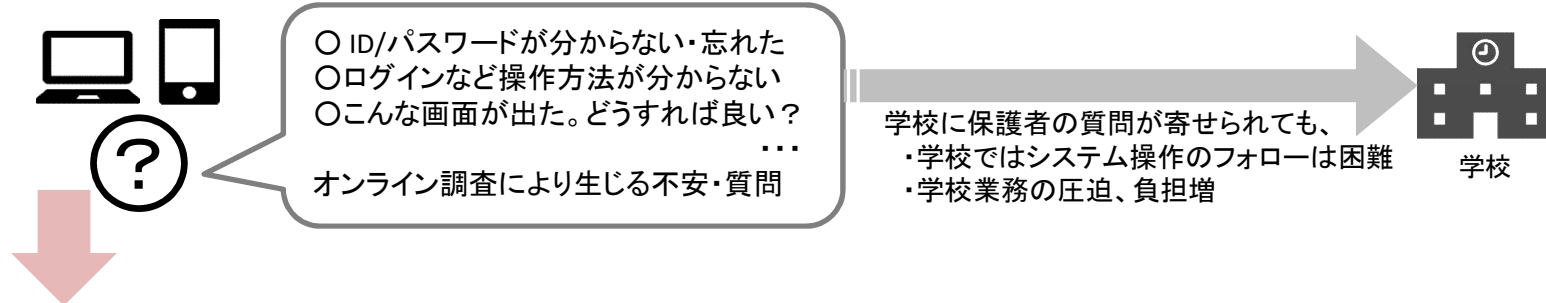 〇 ID/パスワードが分からない・忘れた
〇ログインなど操作方法が分からない
〇こんな画面が出た。どうすれば良い？
・・・
オンライン調査により生じる不安・質問
?
学校に保護者の質問が寄せられても、
・学校ではシステム操作のフォローは困難
・学校業務の圧迫、負担増
学校